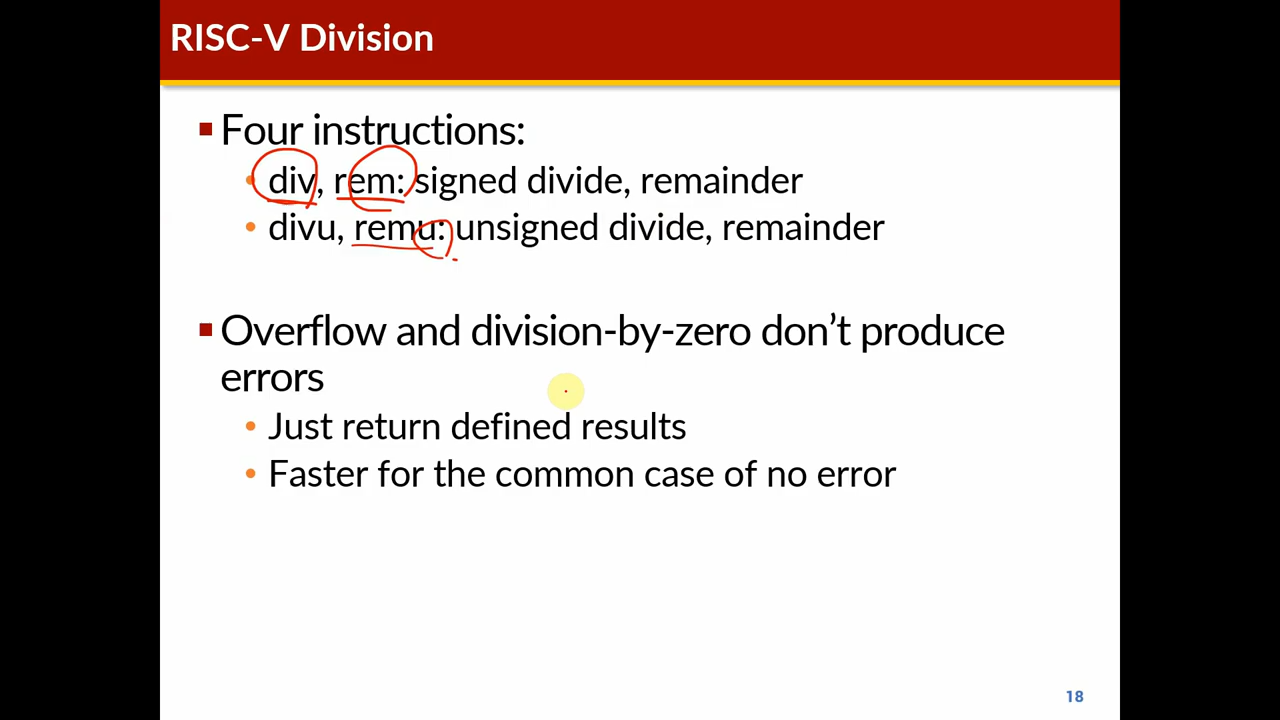 RISC-V Division
▪ Four instructions:
• div, rem: signed divide, remainder
• divu, remu: unsigned divide, remainder
▪ Overflow and division-by-zero don’t produce
errors
• Just return defined results
• Faster for the common case of no error
18